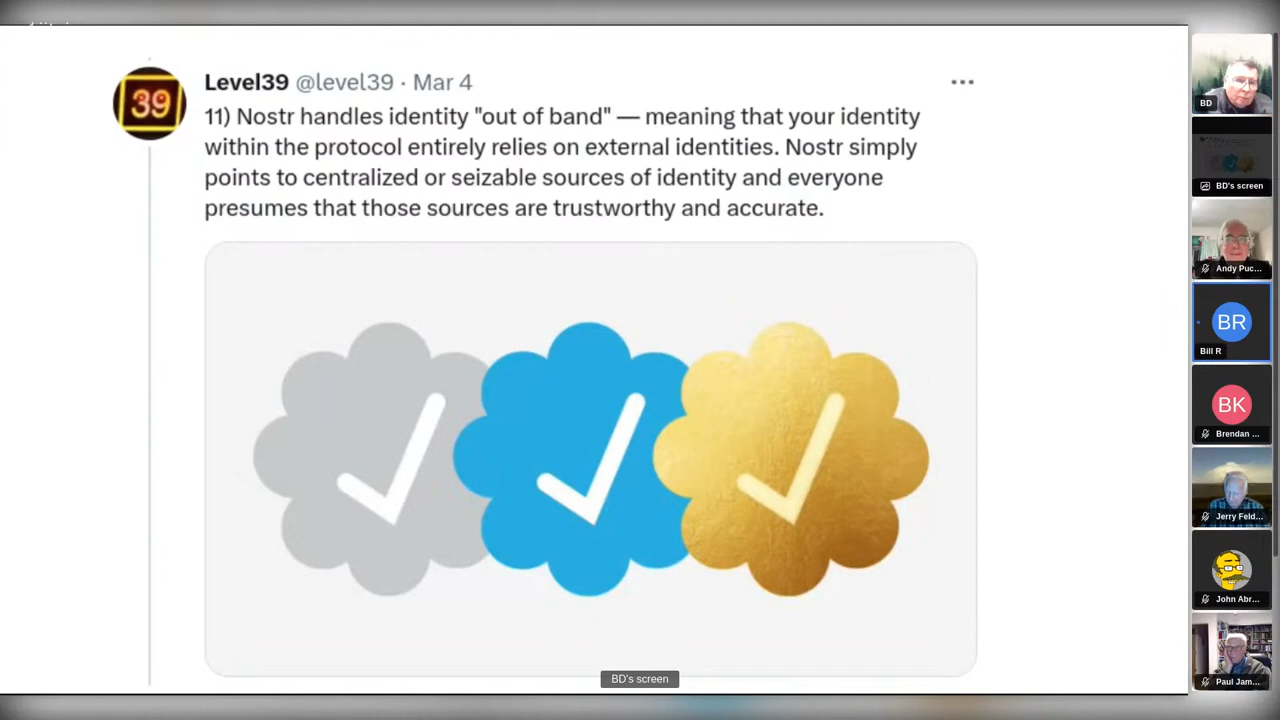 39
Level39 @level39 · Mar 4
11) Nostr handles identity "out of band" — meaning that your identity
within the protocol entirely relies on external identities. Nostr simply
points to centralized or seizable sources of identity and everyone
presumes that those sources are trustworthy and accurate.
BD's screen
BD
BD's screen
Andy Puc...
BR
Bill R
BK
Brendan ...
Jerry Feld...
John Abr...
Paul Jam...